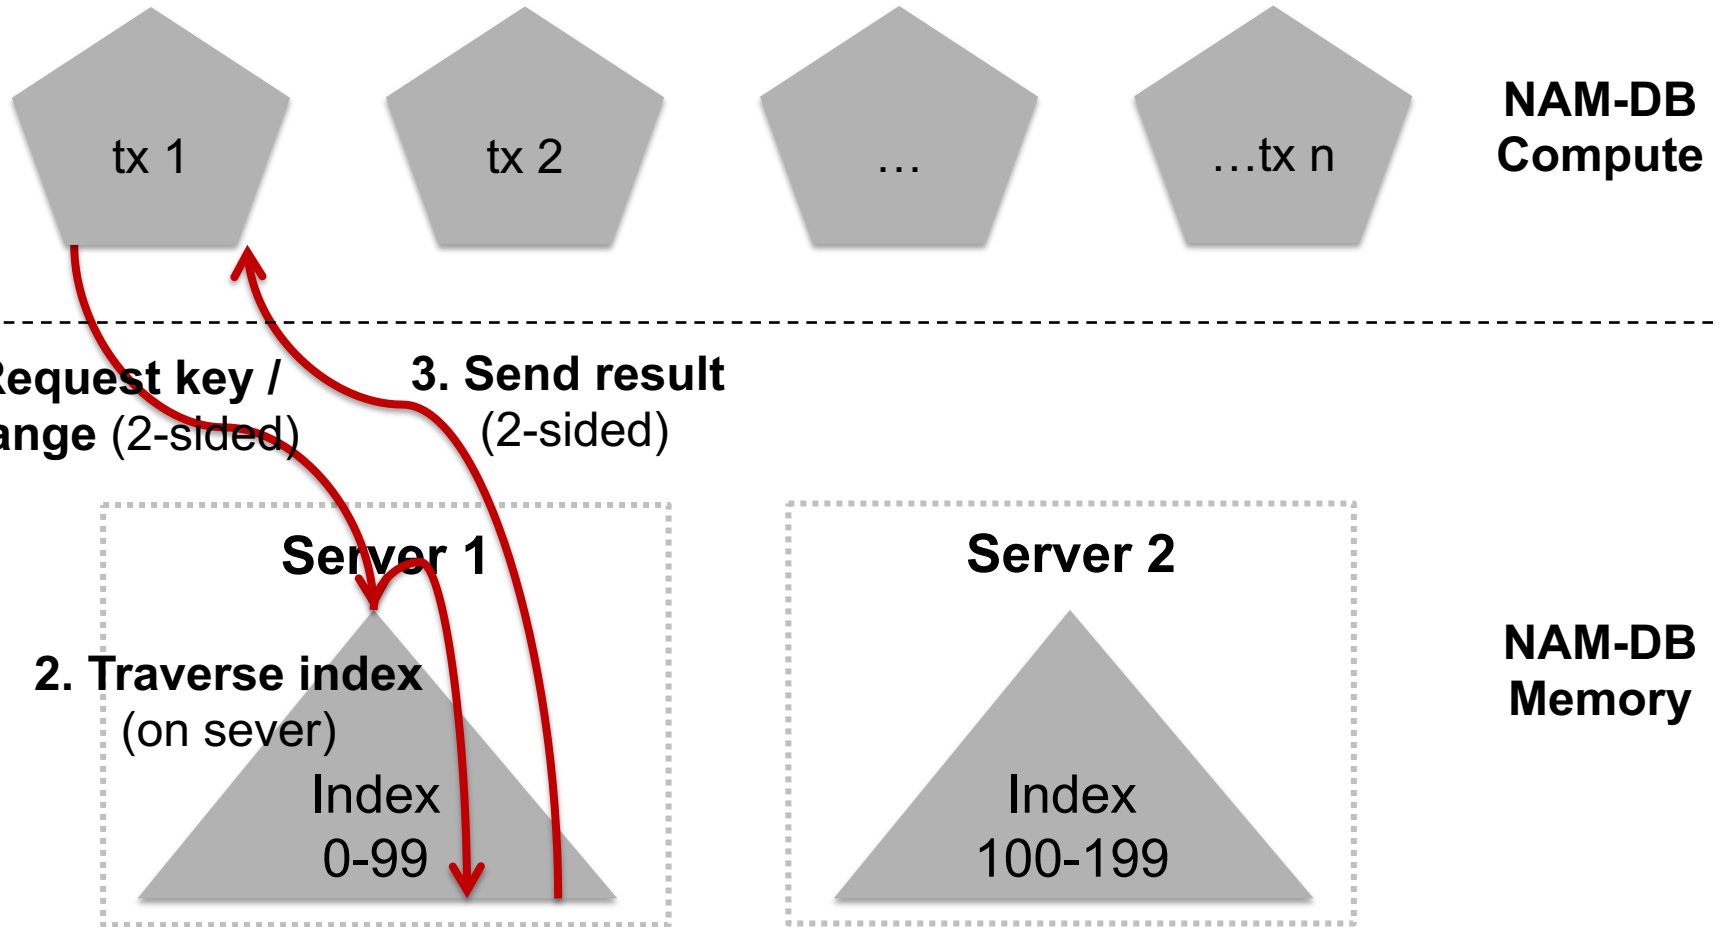 tx 1
tx 2
...
...tx n
NAM-DB
Compute
Request key /
ange (2-sided)
3. Send result
(2-sided)
Server 1
Server 2
2. Traverse index
(on sever)
Index
0-99
Index
100-199
NAM-DB
Memory